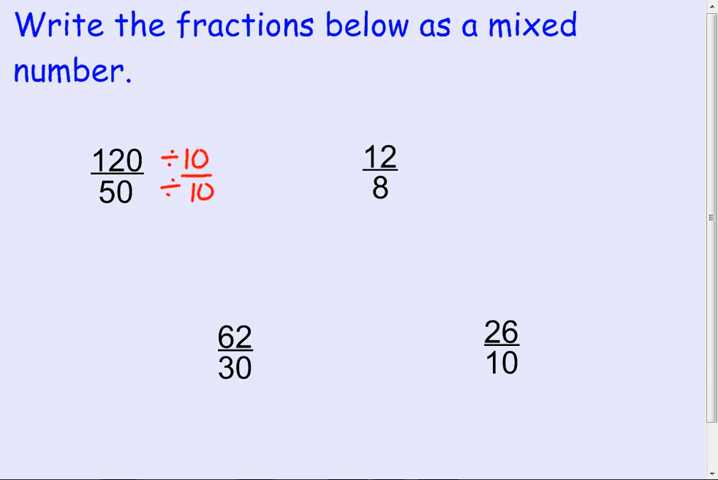 Write the fractions below as a mixed
number.
120 ÷ 10
50 ÷ 10
12
8
62
30
26
10